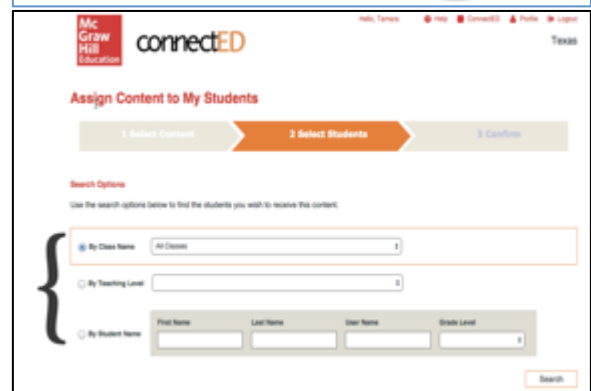 Mc
Graw
Hill
Education
connectED
Hello, Tamara Help ConnectED Profile Logout
Texas
Assign Content to My Students
1 Select Content 2 Select Students 3 Confirm
Search Options
Use the search options below to find the students you wish to receive this content.
By Class Name All Classes
By Teaching Level
First Name Last Name User Name Grade Level
By Student Name
Search